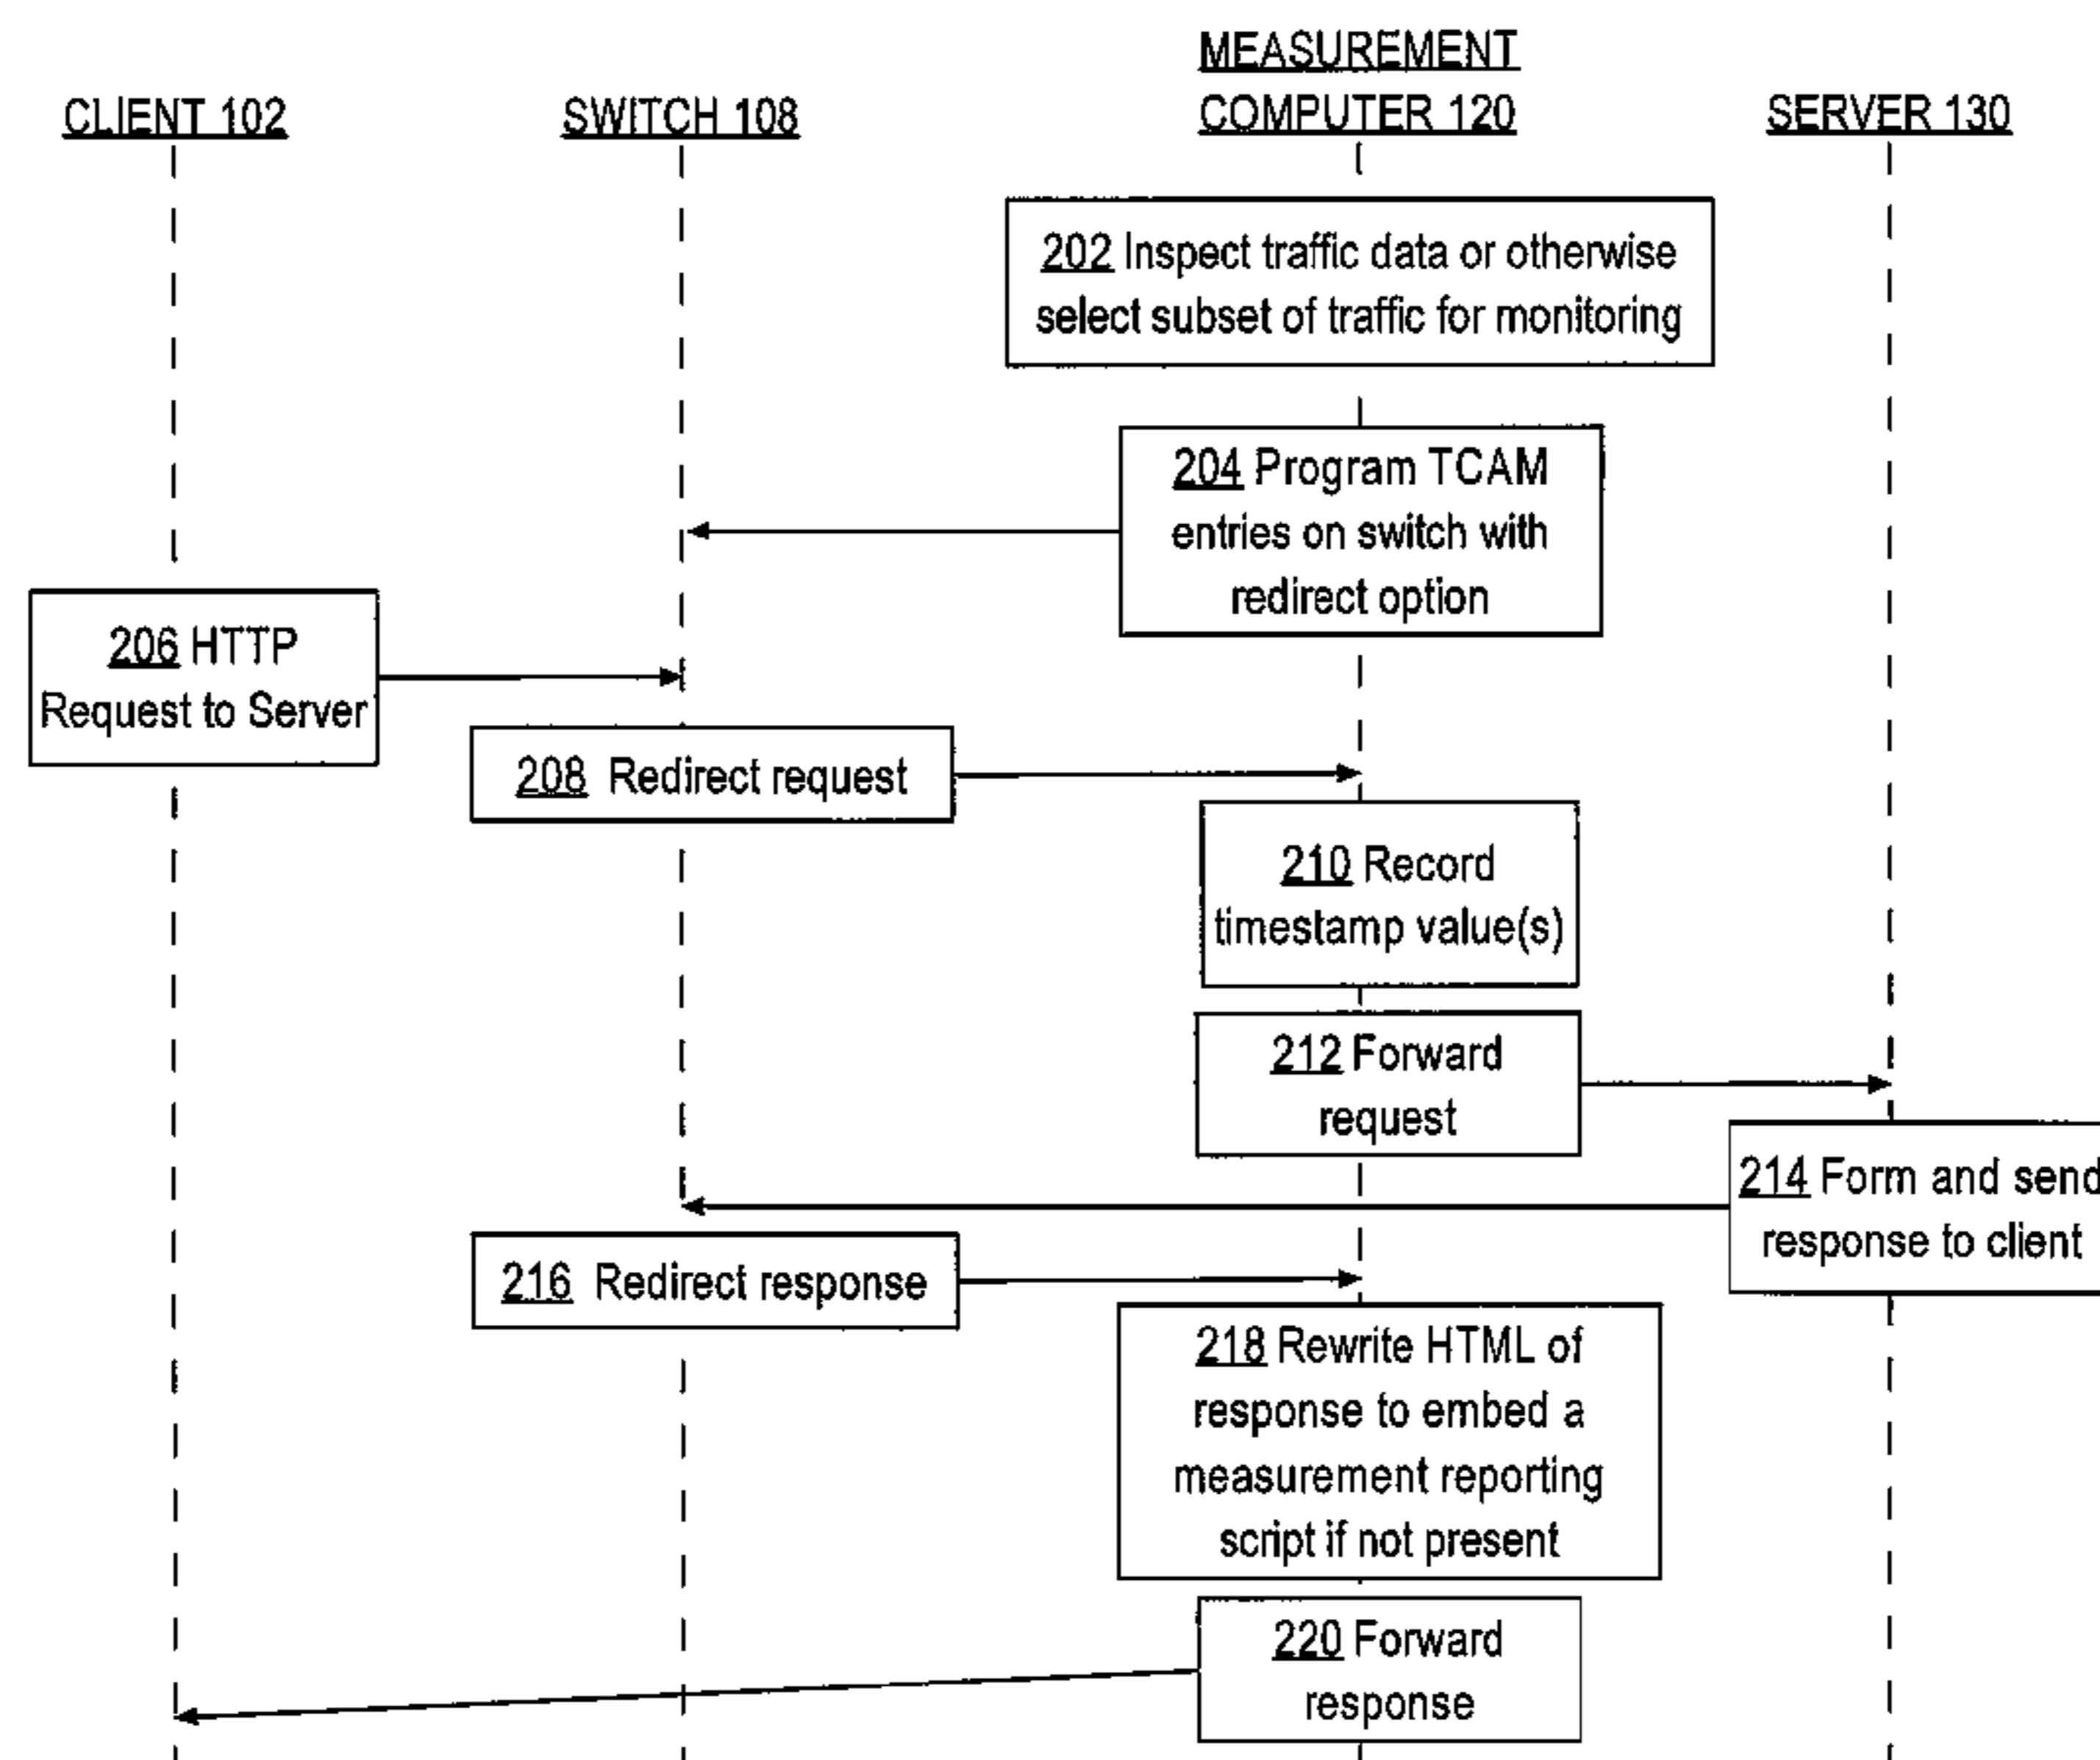 MEASUREMENT
CLIENT 102 SWITCH 108 COMPUTER 120 SERVER 130
202 Inspect traffic data or otherwise
select subset of traffic for monitoring
204 Program TCAM
entries on switch with
redirect option
206 HTTP
Request to Server
208 Redirect request
210 Record
timestamp value(s)
212 Forward
request
214 Form and send
response to client
216 Redirect response
218 Rewrite HTML of
response to embed a
measurement reporting
script if not present
220 Forward
response